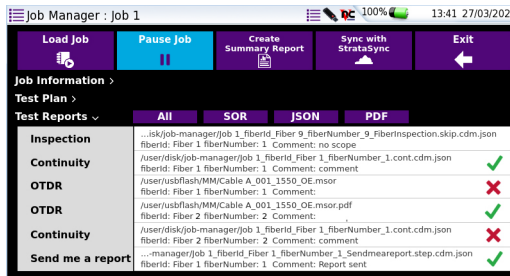 Job Manager : Job 1
100%
13:41 27/03/202
Load Job
Pause Job
Create
Summary Report
Sync with
StrataSync
Exit
Job Information >
Test Plan >
Test Reports
All
SOR
JSON
PDF
Inspection
...isk/job-manager/Job 1_fiberId_Fiber 9_fiberNumber_9_FiberInspection.skip.cdm.json
fiberId: Fiber 1 fiberNumber: 1 Comment: no scope
Continuity
/user/disk/job-manager/Job 1_fiberId_Fiber 1_fiberNumber_1.cont.cdm.json
fiberId: Fiber 1 fiberNumber: 1 Comment: comment
OTDR
/user/usbflash/MM/Cable A_001_1550_OE.msor
fiberId: Fiber 1 fiberNumber: 1 Comment:
OTDR
/user/usbflash/MM/Cable A_001_1550_OE.msor.pdf
fiberId: Fiber 2 fiberNumber: 2 Comment:
Continuity
/user/disk/job-manager/Job 1_fiberId_Fiber 1_fiberNumber_1.cont.cdm.json
fiberId: Fiber 2 fiberNumber: 2 Comment: comment
Send me a report
...-manager/Job 1_fiberId_Fiber 1_fiberNumber_1_Sendmeareport.step.cdm.json
fiberId: Fiber 1 fiberNumber: 1 Comment: Report sent